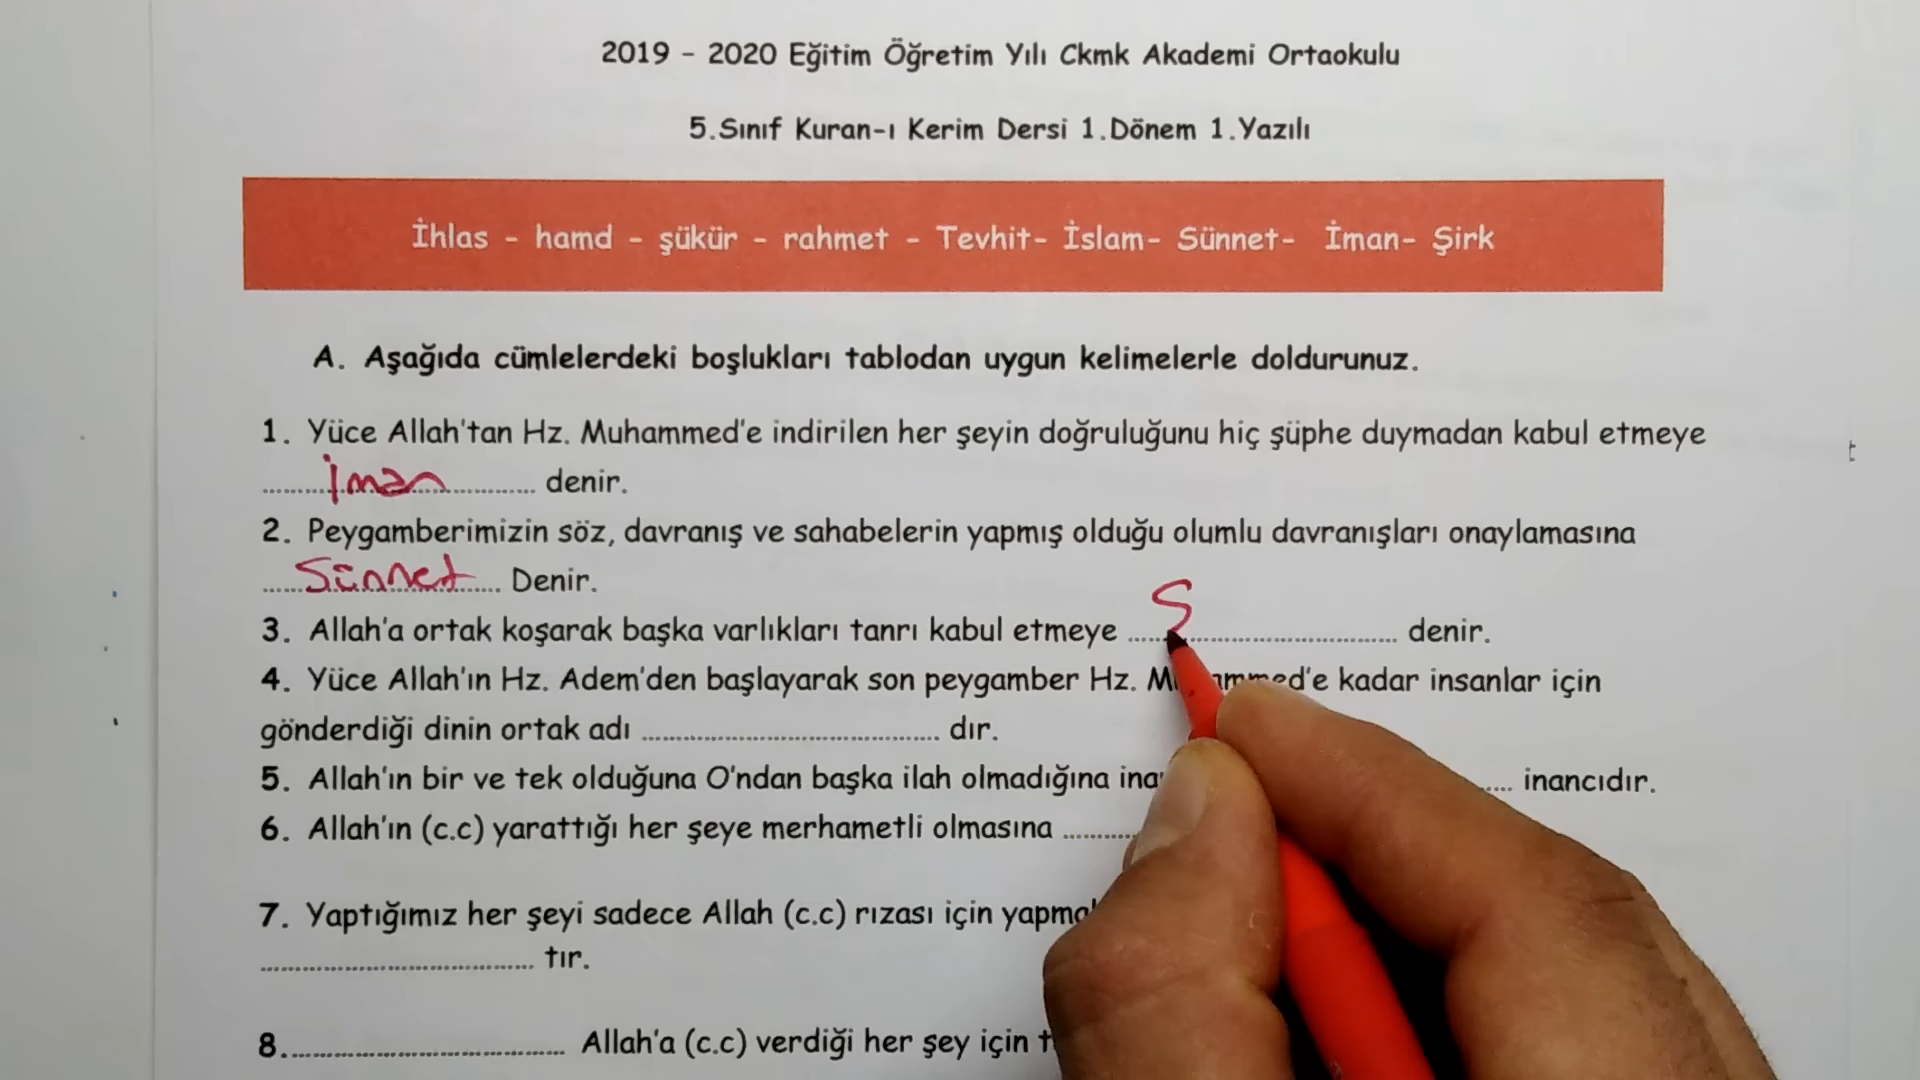 2019 - 2020 Eğitim Öğretim Yılı Ckmk Akademi Ortaokulu
5.Sınıf Kuran-ı Kerim Dersi 1.Dönem 1.Yazılı
İhlas - hamd - şükür - rahmet - Tevhit- İslam- Sünnet- İman- Şirk
A. Aşağıda cümlelerdeki boşlukları tablodan uygun kelimelerle doldurunuz.
1. Yüce Allah'tan Hz. Muhammed'e indirilen her şeyin doğruluğunu hiç şüphe duymadan kabul etmeye
.......İman.......... denir.
2. Peygamberimizin söz, davranış ve sahabelerin yapmış olduğu olumlu davranışları onaylamasına
.....Sünnet.... Denir.
3. Allah'a ortak koşarak başka varlıkları tanrı kabul etmeye .....S......................... denir.
4. Yüce Allah'ın Hz. Adem'den başlayarak son peygamber Hz. kadar insanlar için
gönderdiği dinin ortak adı .................................... dır.
5. Allah'ın bir ve tek olduğuna O'ndan başka ilah olmadığına .... inancıdır.
6. Allah'ın (c.c) yarattığı her şeye merhametli olmasına .........
7. Yaptığımız her şeyi sadece Allah (c.c) rızası için
................................. tır.
8.................................. Allah'a (c.c) verdiği her şey için